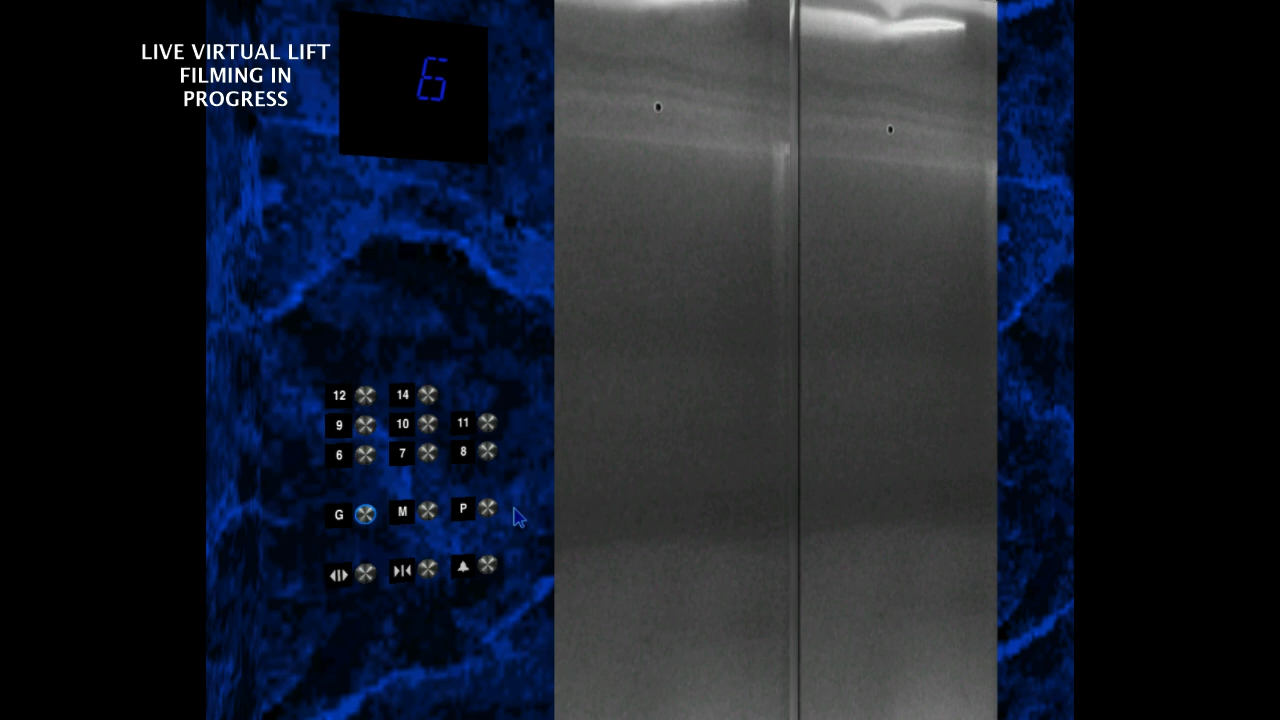 LIVE VIRTUAL LIFT
FILMING IN
PROGRESS
6
12 14
9 10 11
6 7 8
G M P